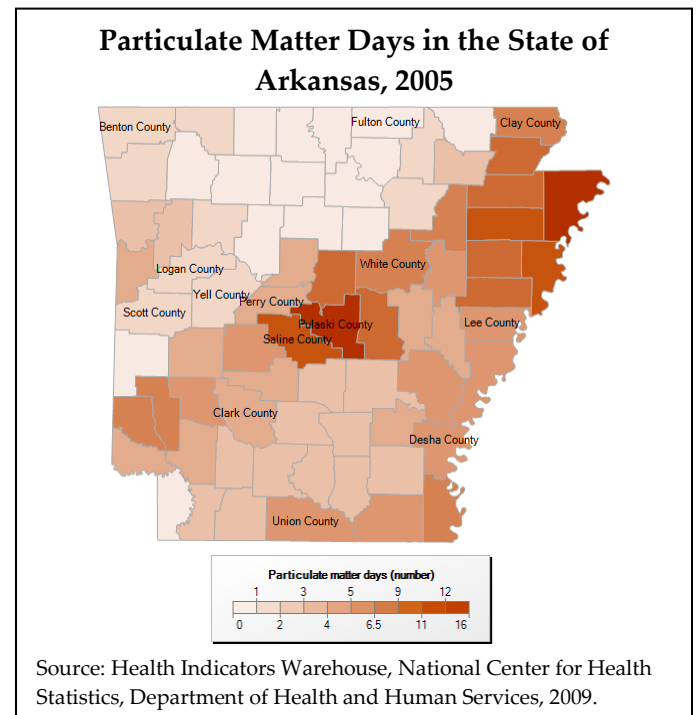 Particulate Matter Days in the State of
Arkansas, 2005
Benton County
Fulton County
Clay County
White County
Logan County
Yell County
Perry County
Scott County
Pulaski County
Lee County
Saline County
Clark County
Desha County
Union County
Particulate matter days (number)
1 3 5 9 12
0 2 4 6.5 11 16
Source: Health Indicators Warehouse, National Center for Health
Statistics, Department of Health and Human Services, 2009.